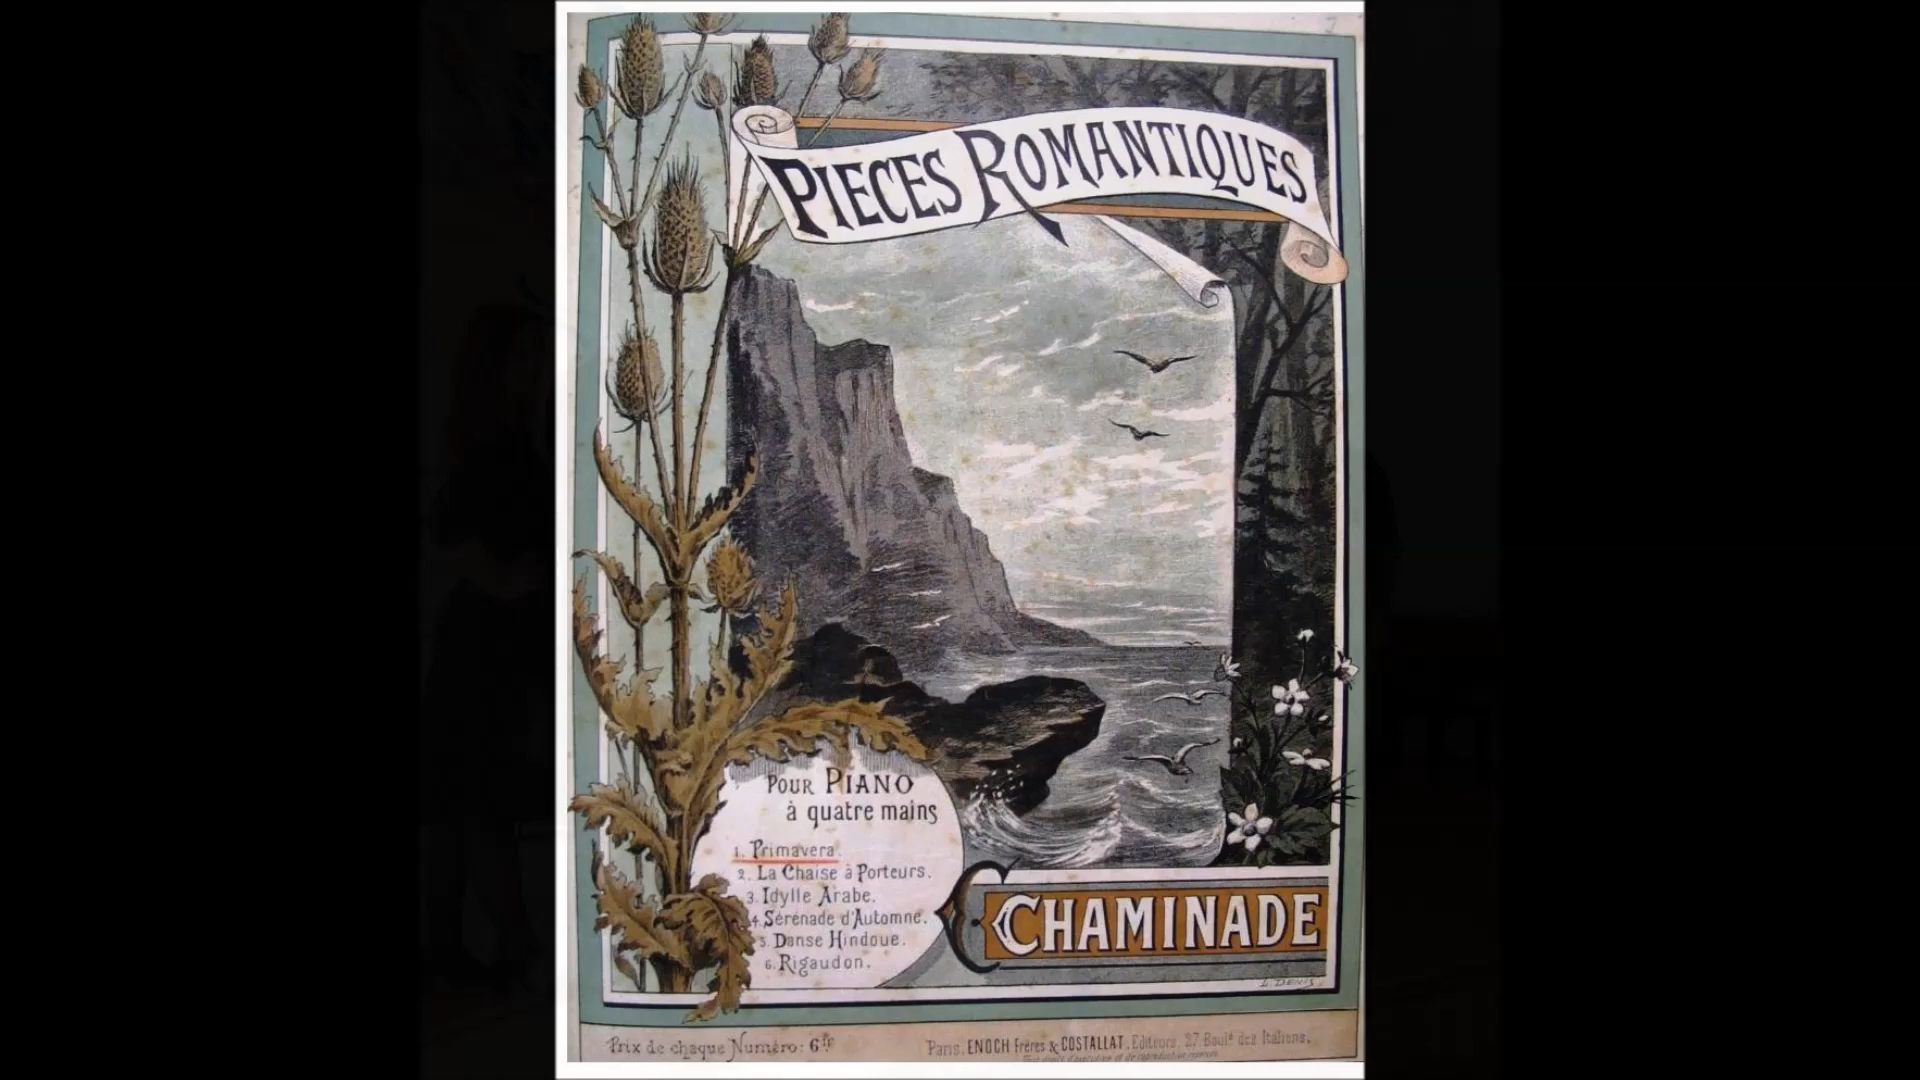 PIECES ROMANTIQUES
POUR PIANO
à quatre mains
1. Primavera.
2. La Chaise à Porteurs.
3. Idylle Arabe.
4. Sérénade d'Automne.
5. Danse Hindoue.
6. Rigaudon.
C. CHAMINADE
L. DENIS
Prix de chaque Numéro: 6fr
Paris, ENOCH Frères & COSTALLAT, Editeurs, 27 Bould des Italiens,